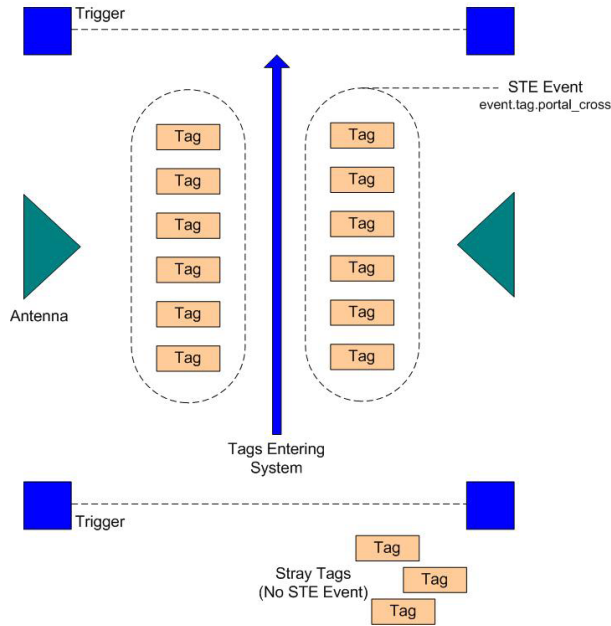 Trigger
STE Event
event.tag.portal_cross
Tag
Tag
Tag
Tag
Tag
Tag
Tag
Tag
Tag
Tag
Tag
Tag
Antenna
Tags Entering
System
Trigger
Tag
Stray Tags
(No STE Event)
Tag
Tag